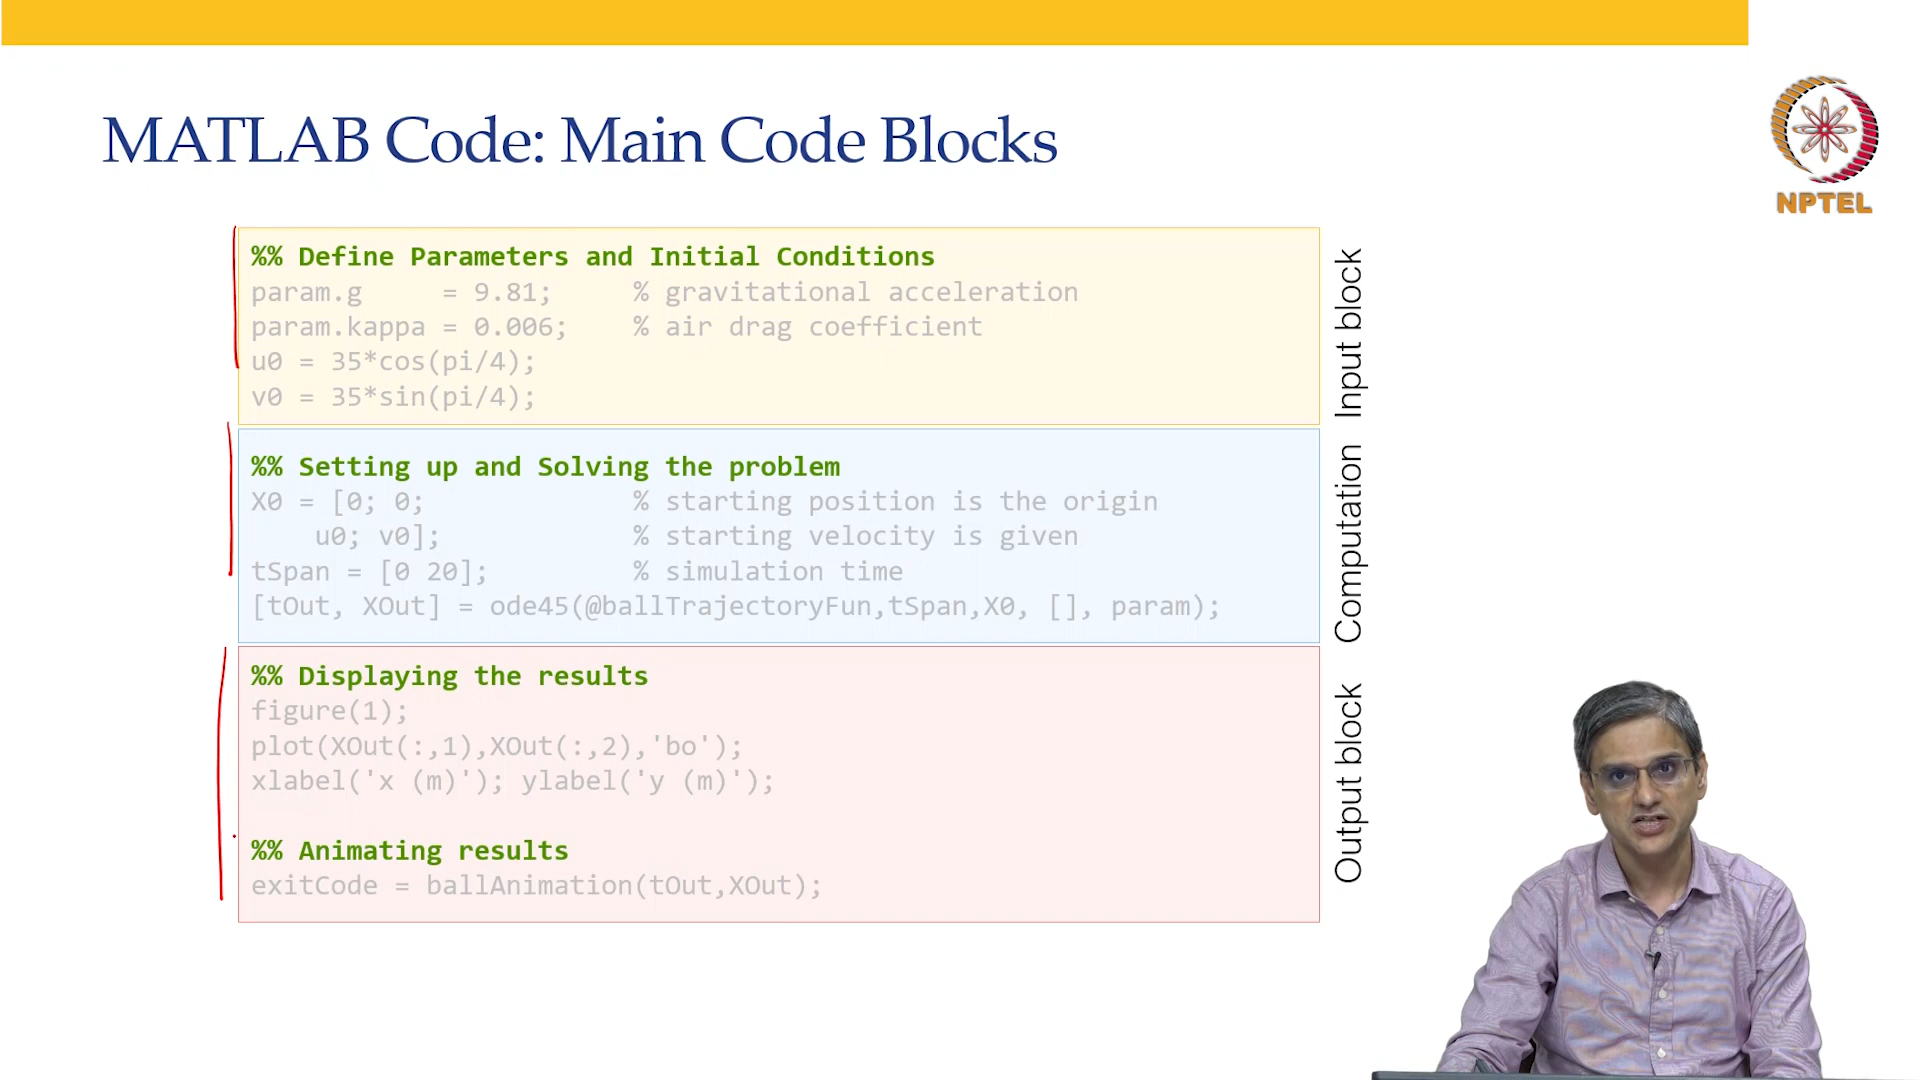 MATLAB Code: Main Code Blocks
NPTEL
%% Define Parameters and Initial Conditions
param.g     = 9.81;     % gravitational acceleration
param.kappa = 0.006;    % air drag coefficient
u0 = 35*cos(pi/4);
v0 = 35*sin(pi/4);
Input block
%% Setting up and Solving the problem
X0 = [0; 0;             % starting position is the origin
    u0; v0];            % starting velocity is given
tSpan = [0 20];         % simulation time
[tOut, XOut] = ode45(@ballTrajectoryFun,tSpan,X0, [], param);
Computation
%% Displaying the results
figure(1);
plot(XOut(:,1),XOut(:,2),'bo');
xlabel('x (m)'); ylabel('y (m)');
%% Animating results
exitCode = ballAnimation(tOut,XOut);
Output block